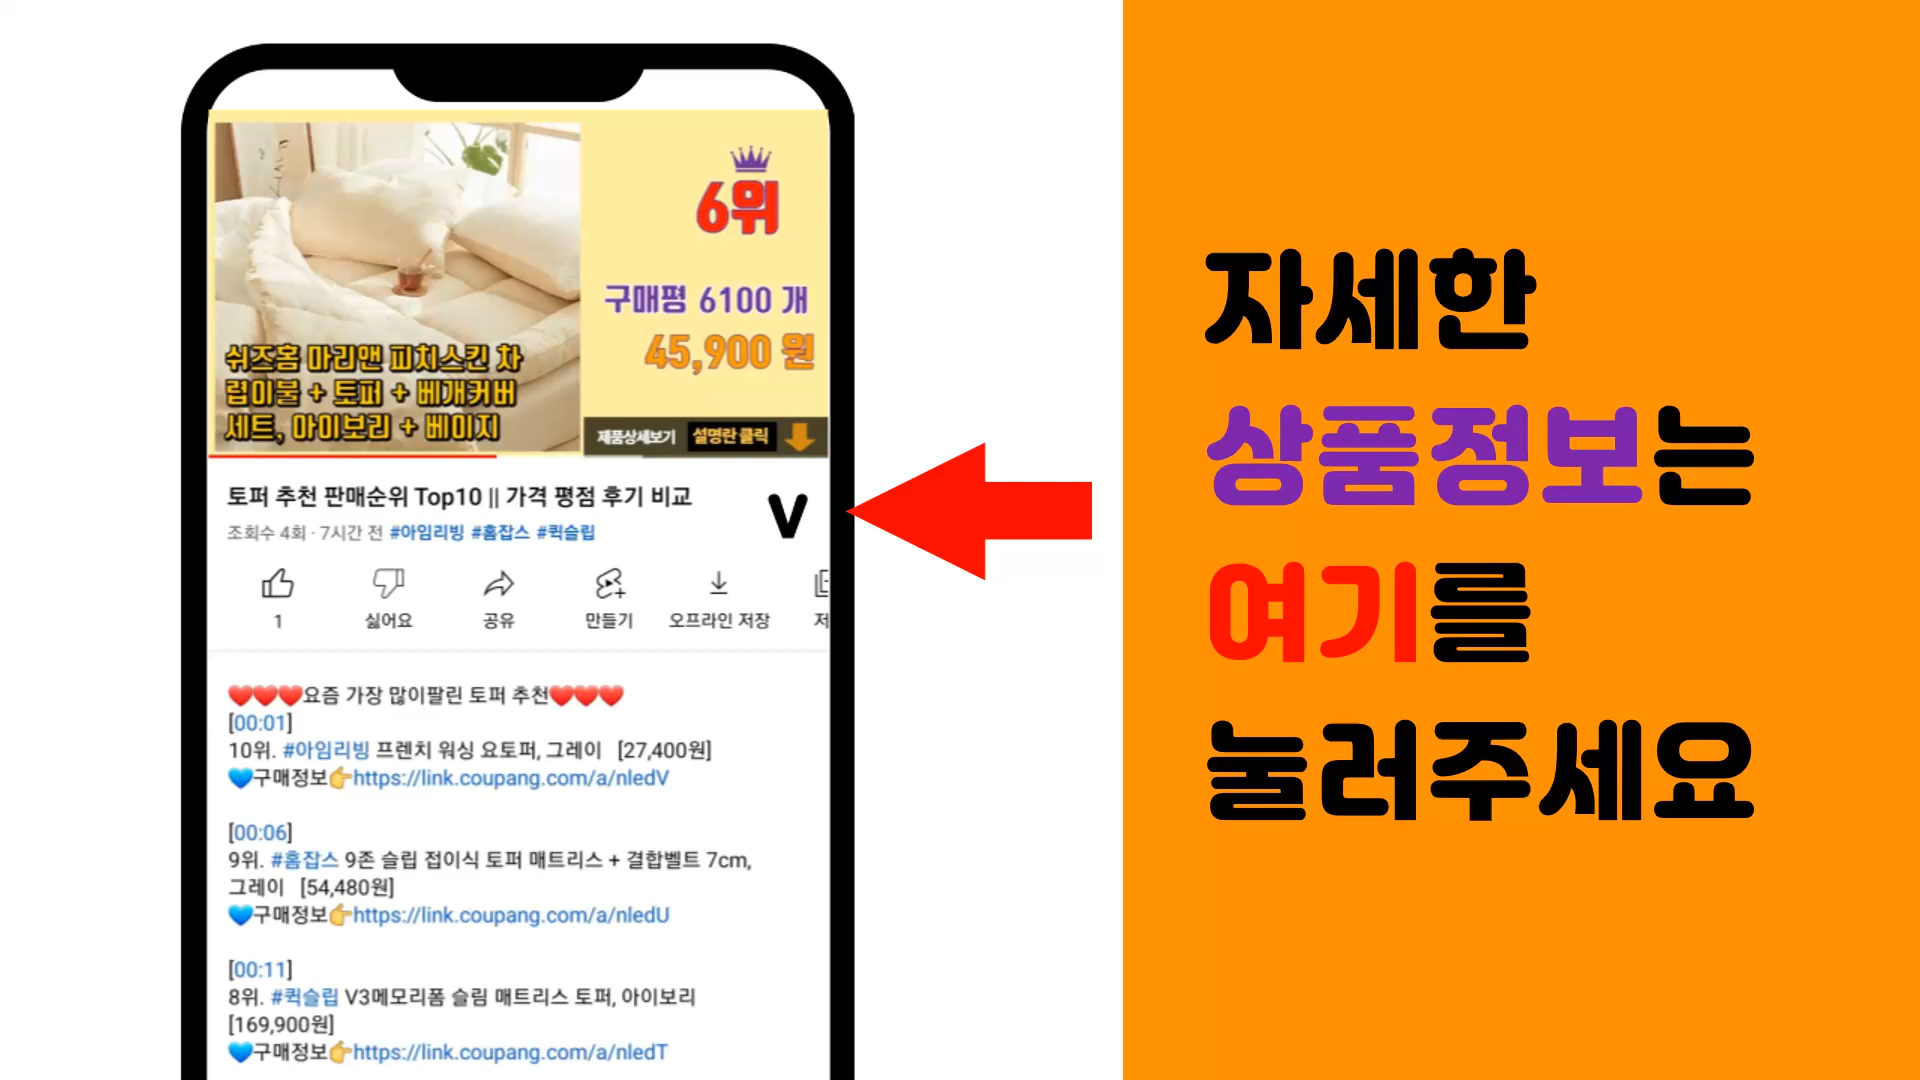 6위
구매평 6100 개
45,900 원
쉬즈홈 마리앤 피치스킨 차
렵이불 + 토퍼 + 베개커버
세트, 아이보리 + 베이지
제품상세보기 설명란 클릭
토퍼 추천 판매순위 Top10 || 가격 평점 후기 비교
V
조회수 4회 · 7시간 전 #아임리빙 #홈잡스 #퀵슬립
1 싫어요 공유 만들기 오프라인 저장 저
❤️❤️❤️요즘 가장 많이팔린 토퍼 추천❤️❤️❤️
[00:01]
10위. #아임리빙 프렌치 워싱 요토퍼, 그레이 [27,400원]
💙구매정보👉https://link.coupang.com/a/nledV
[00:06]
9위. #홈잡스 9존 슬립 접이식 토퍼 매트리스 + 결합벨트 7cm,
그레이 [54,480원]
💙구매정보👉https://link.coupang.com/a/nledU
[00:11]
8위. #퀵슬립 V3메모리폼 슬림 매트리스 토퍼, 아이보리
[169,900원]
💙구매정보👉https://link.coupang.com/a/nledT
자세한
상품정보는
여기를
눌러주세요